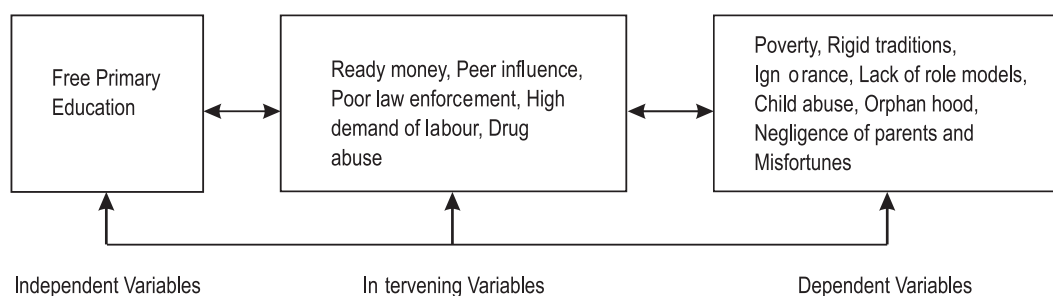 Free Primary
Education
Ready money, Peer influence,
Poor law enforcement, High
demand of labour, Drug
abuse
Poverty, Rigid traditions,
Ign o rance, Lack of role models,
Child abuse, Orphan hood,
Negligence of parents and
Misfortunes
Independent Variables
In tervening Variables
Dependent Variables